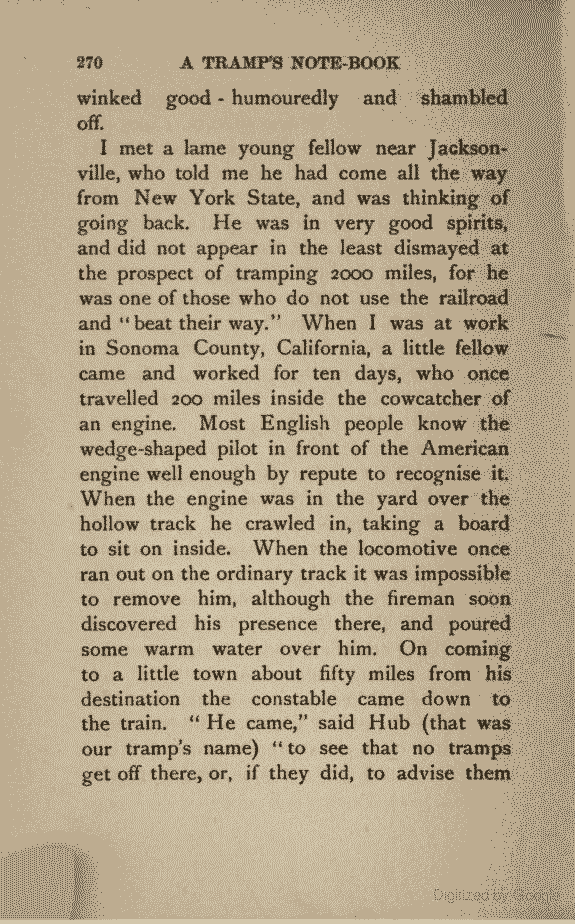 270 A TRAMP'S NOTE-BOOK
winked good-humouredly and shambled
off.
I met a lame young fellow near Jackson-
ville, who told me he had come all the way
from New York State, and was thinking of
going back. He was in very good spirits,
and did not appear in the least dismayed at
the prospect of tramping 2000 miles, for he
was one of those who do not use the railroad
and "beat their way." When I was at work
in Sonoma County, California, a little fellow
came and worked for ten days, who once
travelled 200 miles inside the cowcatcher of
an engine. Most English people know the
wedge-shaped pilot in front of the American
engine well enough by repute to recognise it.
When the engine was in the yard over the
hollow track he crawled in, taking a board
to sit on inside. When the locomotive once
ran out on the ordinary track it was impossible
to remove him, although the fireman soon
discovered his presence there, and poured
some warm water over him. On coming
to a little town about fifty miles from his
destination the constable came down to
the train. "He came," said Hub (that was
our tramp's name) "to see that no tramps
get off there, or, if they did, to advise them
Digitized by Google